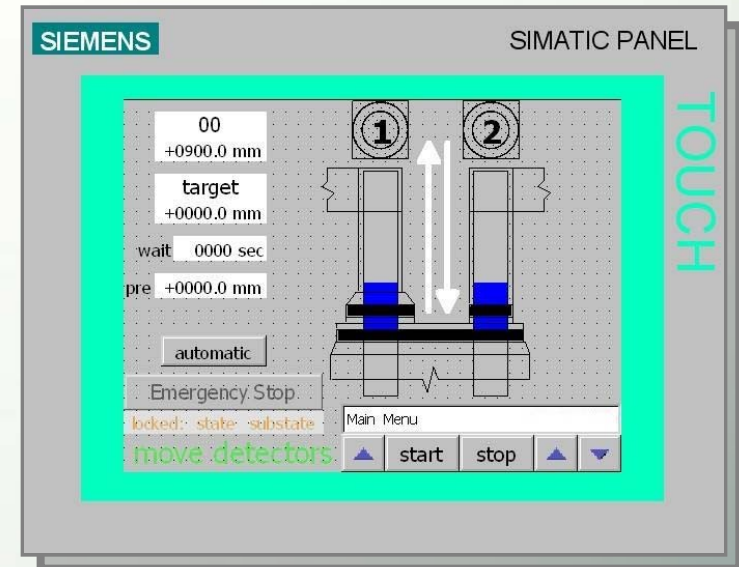 SIEMENS
SIMATIC PANEL
TOUCH
00
+0900.0 mm
target
+0000.0 mm
wait 0000 sec
pre +0000.0 mm
automatic
Emergency Stop
locked: state substate
move detectors
1 2
Main Menu
start stop